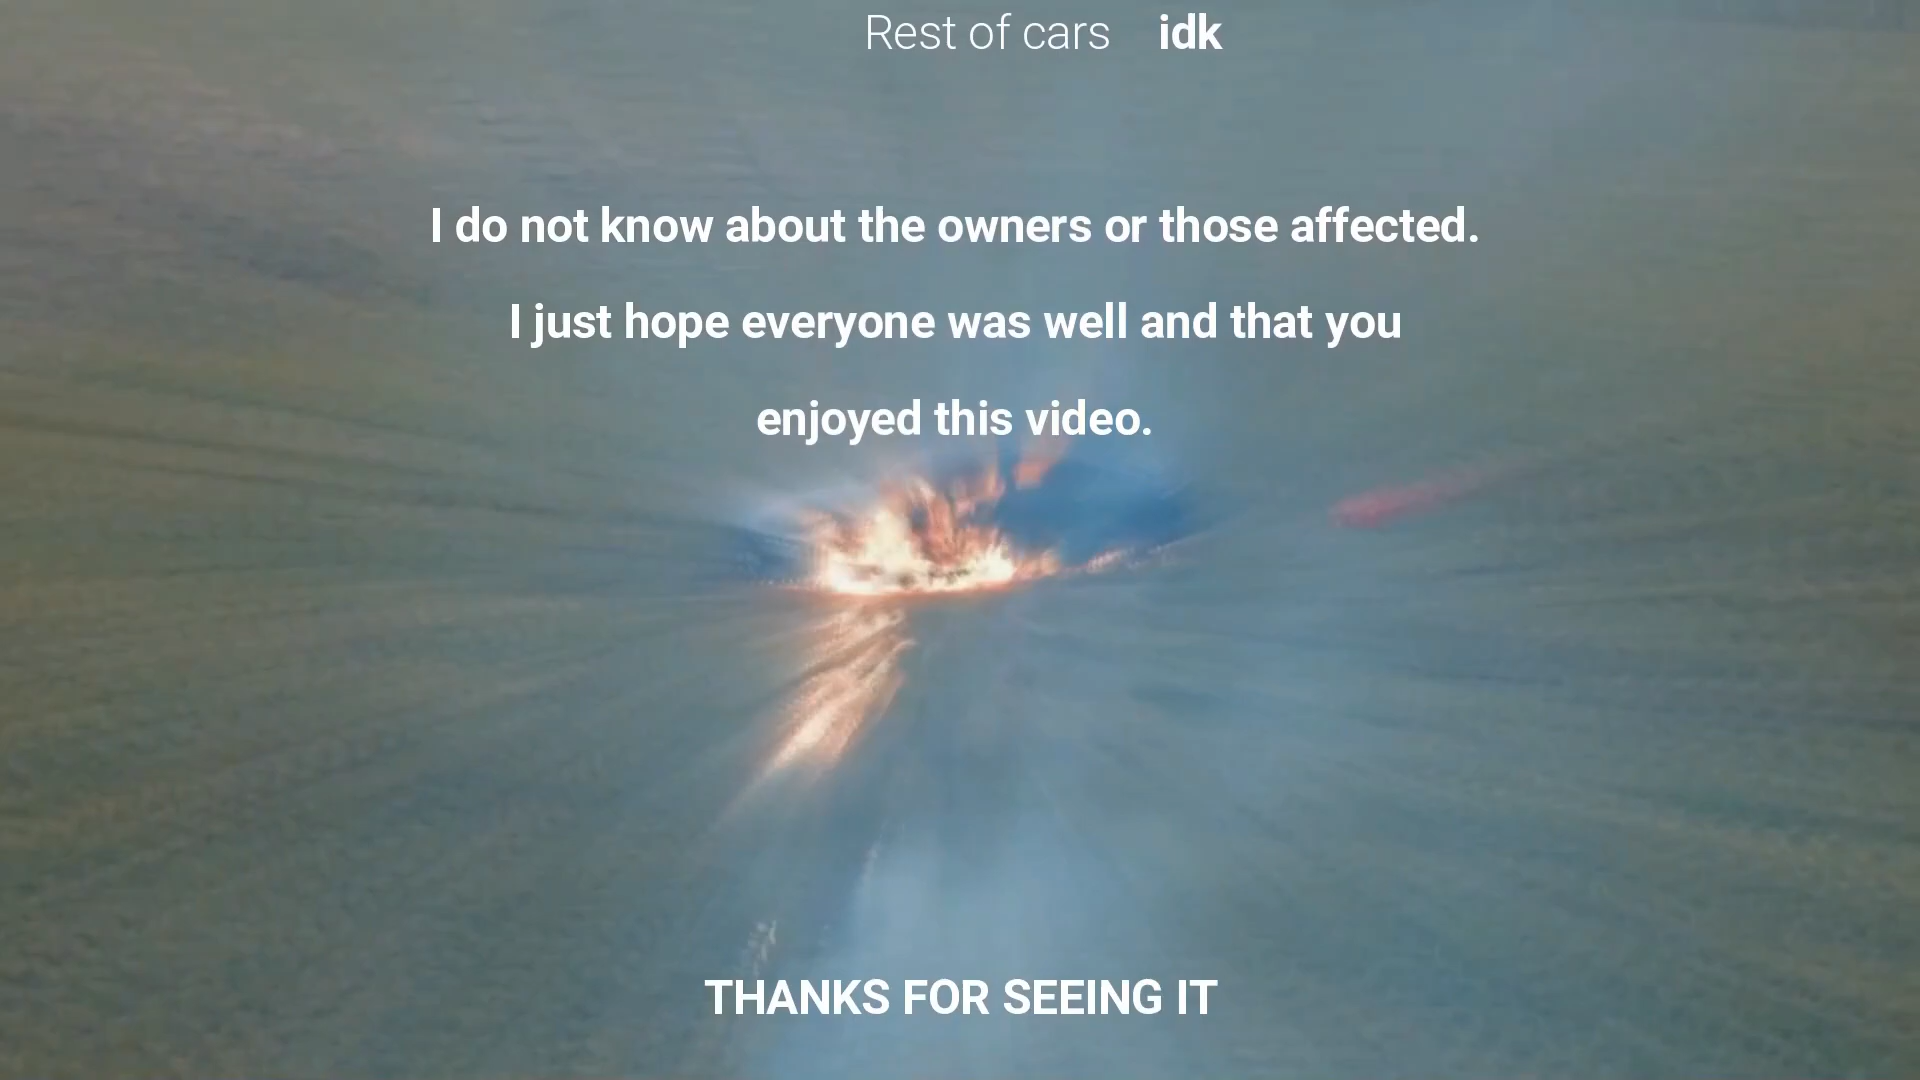 Rest of cars idk
I do not know about the owners or those affected.
I just hope everyone was well and that you
enjoyed this video.
THANKS FOR SEEING IT